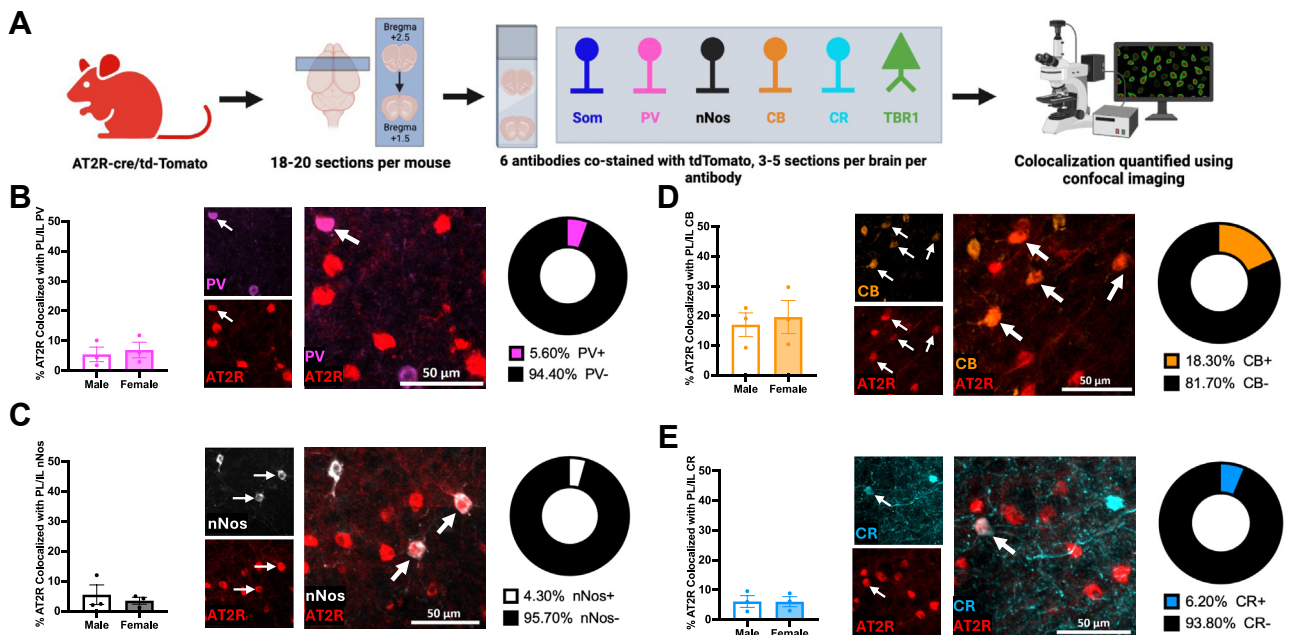 A
Bregma
+2.5
Bregma
+1.5
Som
PV
nNos
CB
CR
TBR1
AT2R-cre/td-Tomato
18-20 sections per mouse
6 antibodies co-stained with tdTomato, 3-5 sections per brain per
antibody
Colocalization quantified using
confocal imaging
B
% AT2R Colocalized with PL/IL PV
50
40
30
20
10
0
Male
Female
PV
AT2R
PV
AT2R
50 µm
5.60% PV+
94.40% PV-
D
% AT2R Colocalized with PL/IL CB
50
40
30
20
10
0
Male
Female
CB
AT2R
CB
AT2R
50 µm
18.30% CB+
81.70% CB-
C
% AT2R Colocalized with PL/IL nNos
50
40
30
20
10
0
Male
Female
nNos
AT2R
nNos
AT2R
50 µm
4.30% nNos+
95.70% nNos-
E
% AT2R Colocalized with PL/IL CR
50
40
30
20
10
0
Male
Female
CR
AT2R
CR
AT2R
50 µm
6.20% CR+
93.80% CR-